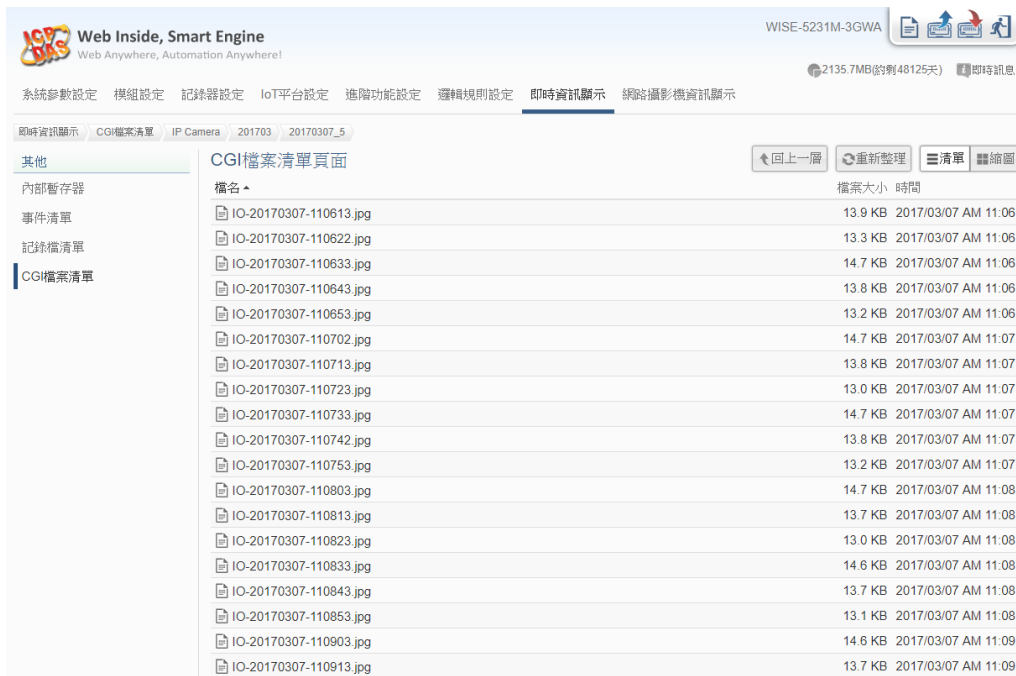 ICP DAS
Web Inside, Smart Engine
Web Anywhere, Automation Anywhere!
WISE-5231M-3GWA
2135.7MB(約剩48125天) 即時訊息
系統參數設定 模組設定 記錄器設定 IoT平台設定 進階功能設定 邏輯規則設定 即時資訊顯示 網路攝影機資訊顯示
即時資訊顯示 CGI檔案清單 IP Camera 201703 20170307_5
其他
內部暫存器
事件清單
記錄檔清單
CGI檔案清單
CGI檔案清單頁面
回上一層 重新整理 清單 縮圖
檔名 檔案大小 時間
IO-20170307-110613.jpg 13.9 KB 2017/03/07 AM 11:06
IO-20170307-110622.jpg 13.3 KB 2017/03/07 AM 11:06
IO-20170307-110633.jpg 14.7 KB 2017/03/07 AM 11:06
IO-20170307-110643.jpg 13.8 KB 2017/03/07 AM 11:06
IO-20170307-110653.jpg 13.2 KB 2017/03/07 AM 11:06
IO-20170307-110702.jpg 14.7 KB 2017/03/07 AM 11:07
IO-20170307-110713.jpg 13.8 KB 2017/03/07 AM 11:07
IO-20170307-110723.jpg 13.0 KB 2017/03/07 AM 11:07
IO-20170307-110733.jpg 14.7 KB 2017/03/07 AM 11:07
IO-20170307-110742.jpg 13.8 KB 2017/03/07 AM 11:07
IO-20170307-110753.jpg 13.2 KB 2017/03/07 AM 11:07
IO-20170307-110803.jpg 14.7 KB 2017/03/07 AM 11:08
IO-20170307-110813.jpg 13.7 KB 2017/03/07 AM 11:08
IO-20170307-110823.jpg 13.0 KB 2017/03/07 AM 11:08
IO-20170307-110833.jpg 14.6 KB 2017/03/07 AM 11:08
IO-20170307-110843.jpg 13.7 KB 2017/03/07 AM 11:08
IO-20170307-110853.jpg 13.1 KB 2017/03/07 AM 11:08
IO-20170307-110903.jpg 14.6 KB 2017/03/07 AM 11:09
IO-20170307-110913.jpg 13.7 KB 2017/03/07 AM 11:09